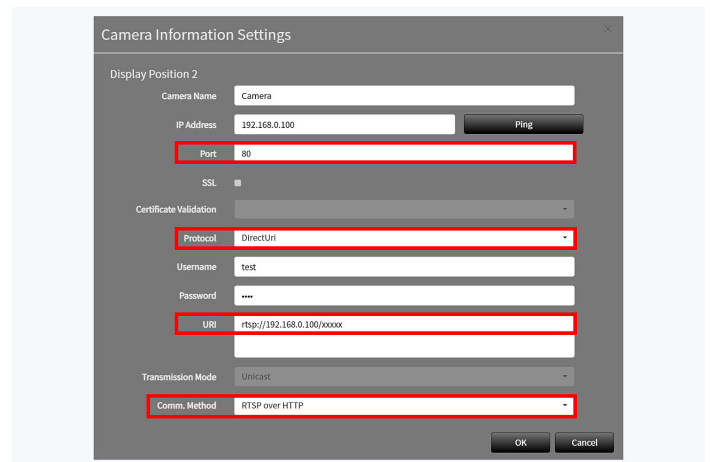 Camera Information Settings
Display Position 2
Camera Name Camera
IP Address 192.168.0.100 Ping
Port 80
SSL
Certificate Validation
Protocol DirectUri
Username test
Password ••••
URI rtsp://192.168.0.100/xxxxx
Transmission Mode Unicast
Comm. Method RTSP over HTTP
OK Cancel